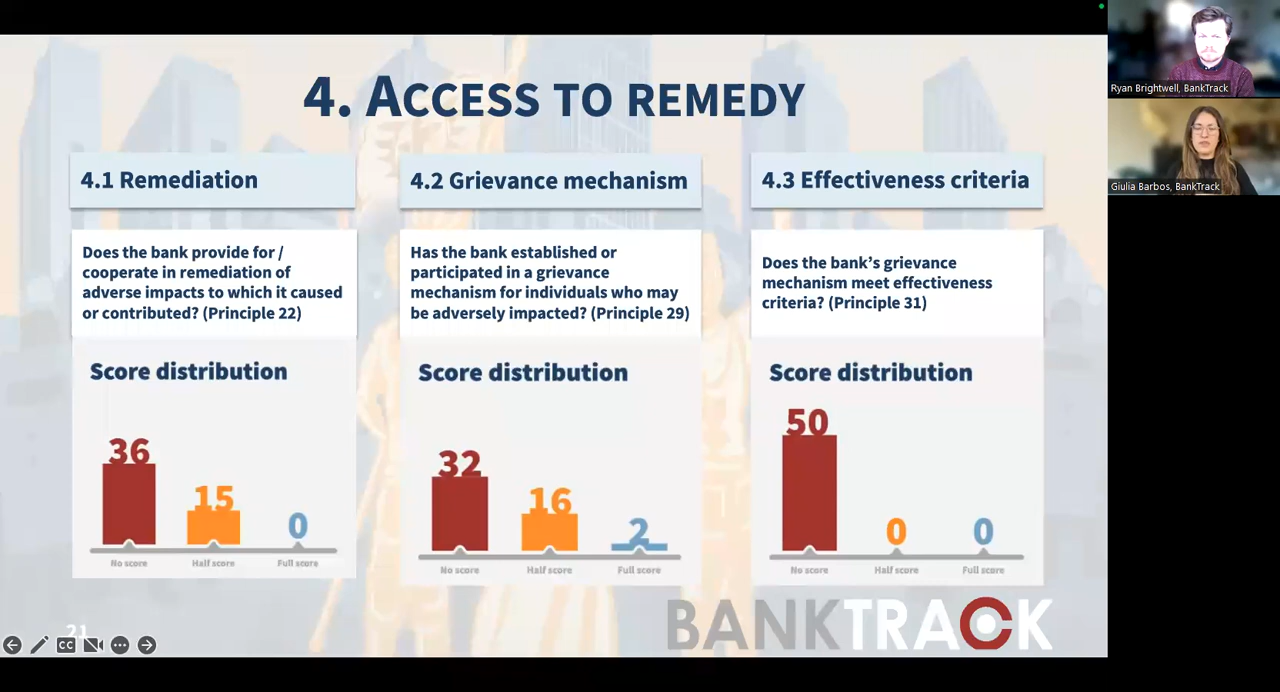 4. ACCESS TO REMEDY
4.1 Remediation
Does the bank provide for /
cooperate in remediation of
adverse impacts to which it caused
or contributed? (Principle 22)
Score distribution
36
15
0
No score
Half score
Full score
4.2 Grievance mechanism
Has the bank established or
participated in a grievance
mechanism for individuals who may
be adversely impacted? (Principle 29)
Score distribution
32
16
2
No score
Half score
Full score
4.3 Effectiveness criteria
Does the bank’s grievance
mechanism meet effectiveness
criteria? (Principle 31)
Score distribution
50
0
0
No score
Half score
Full score
21
CC
BANKTRACK
Ryan Brightwell, BankTrack
Giulia Barbos, BankTrack